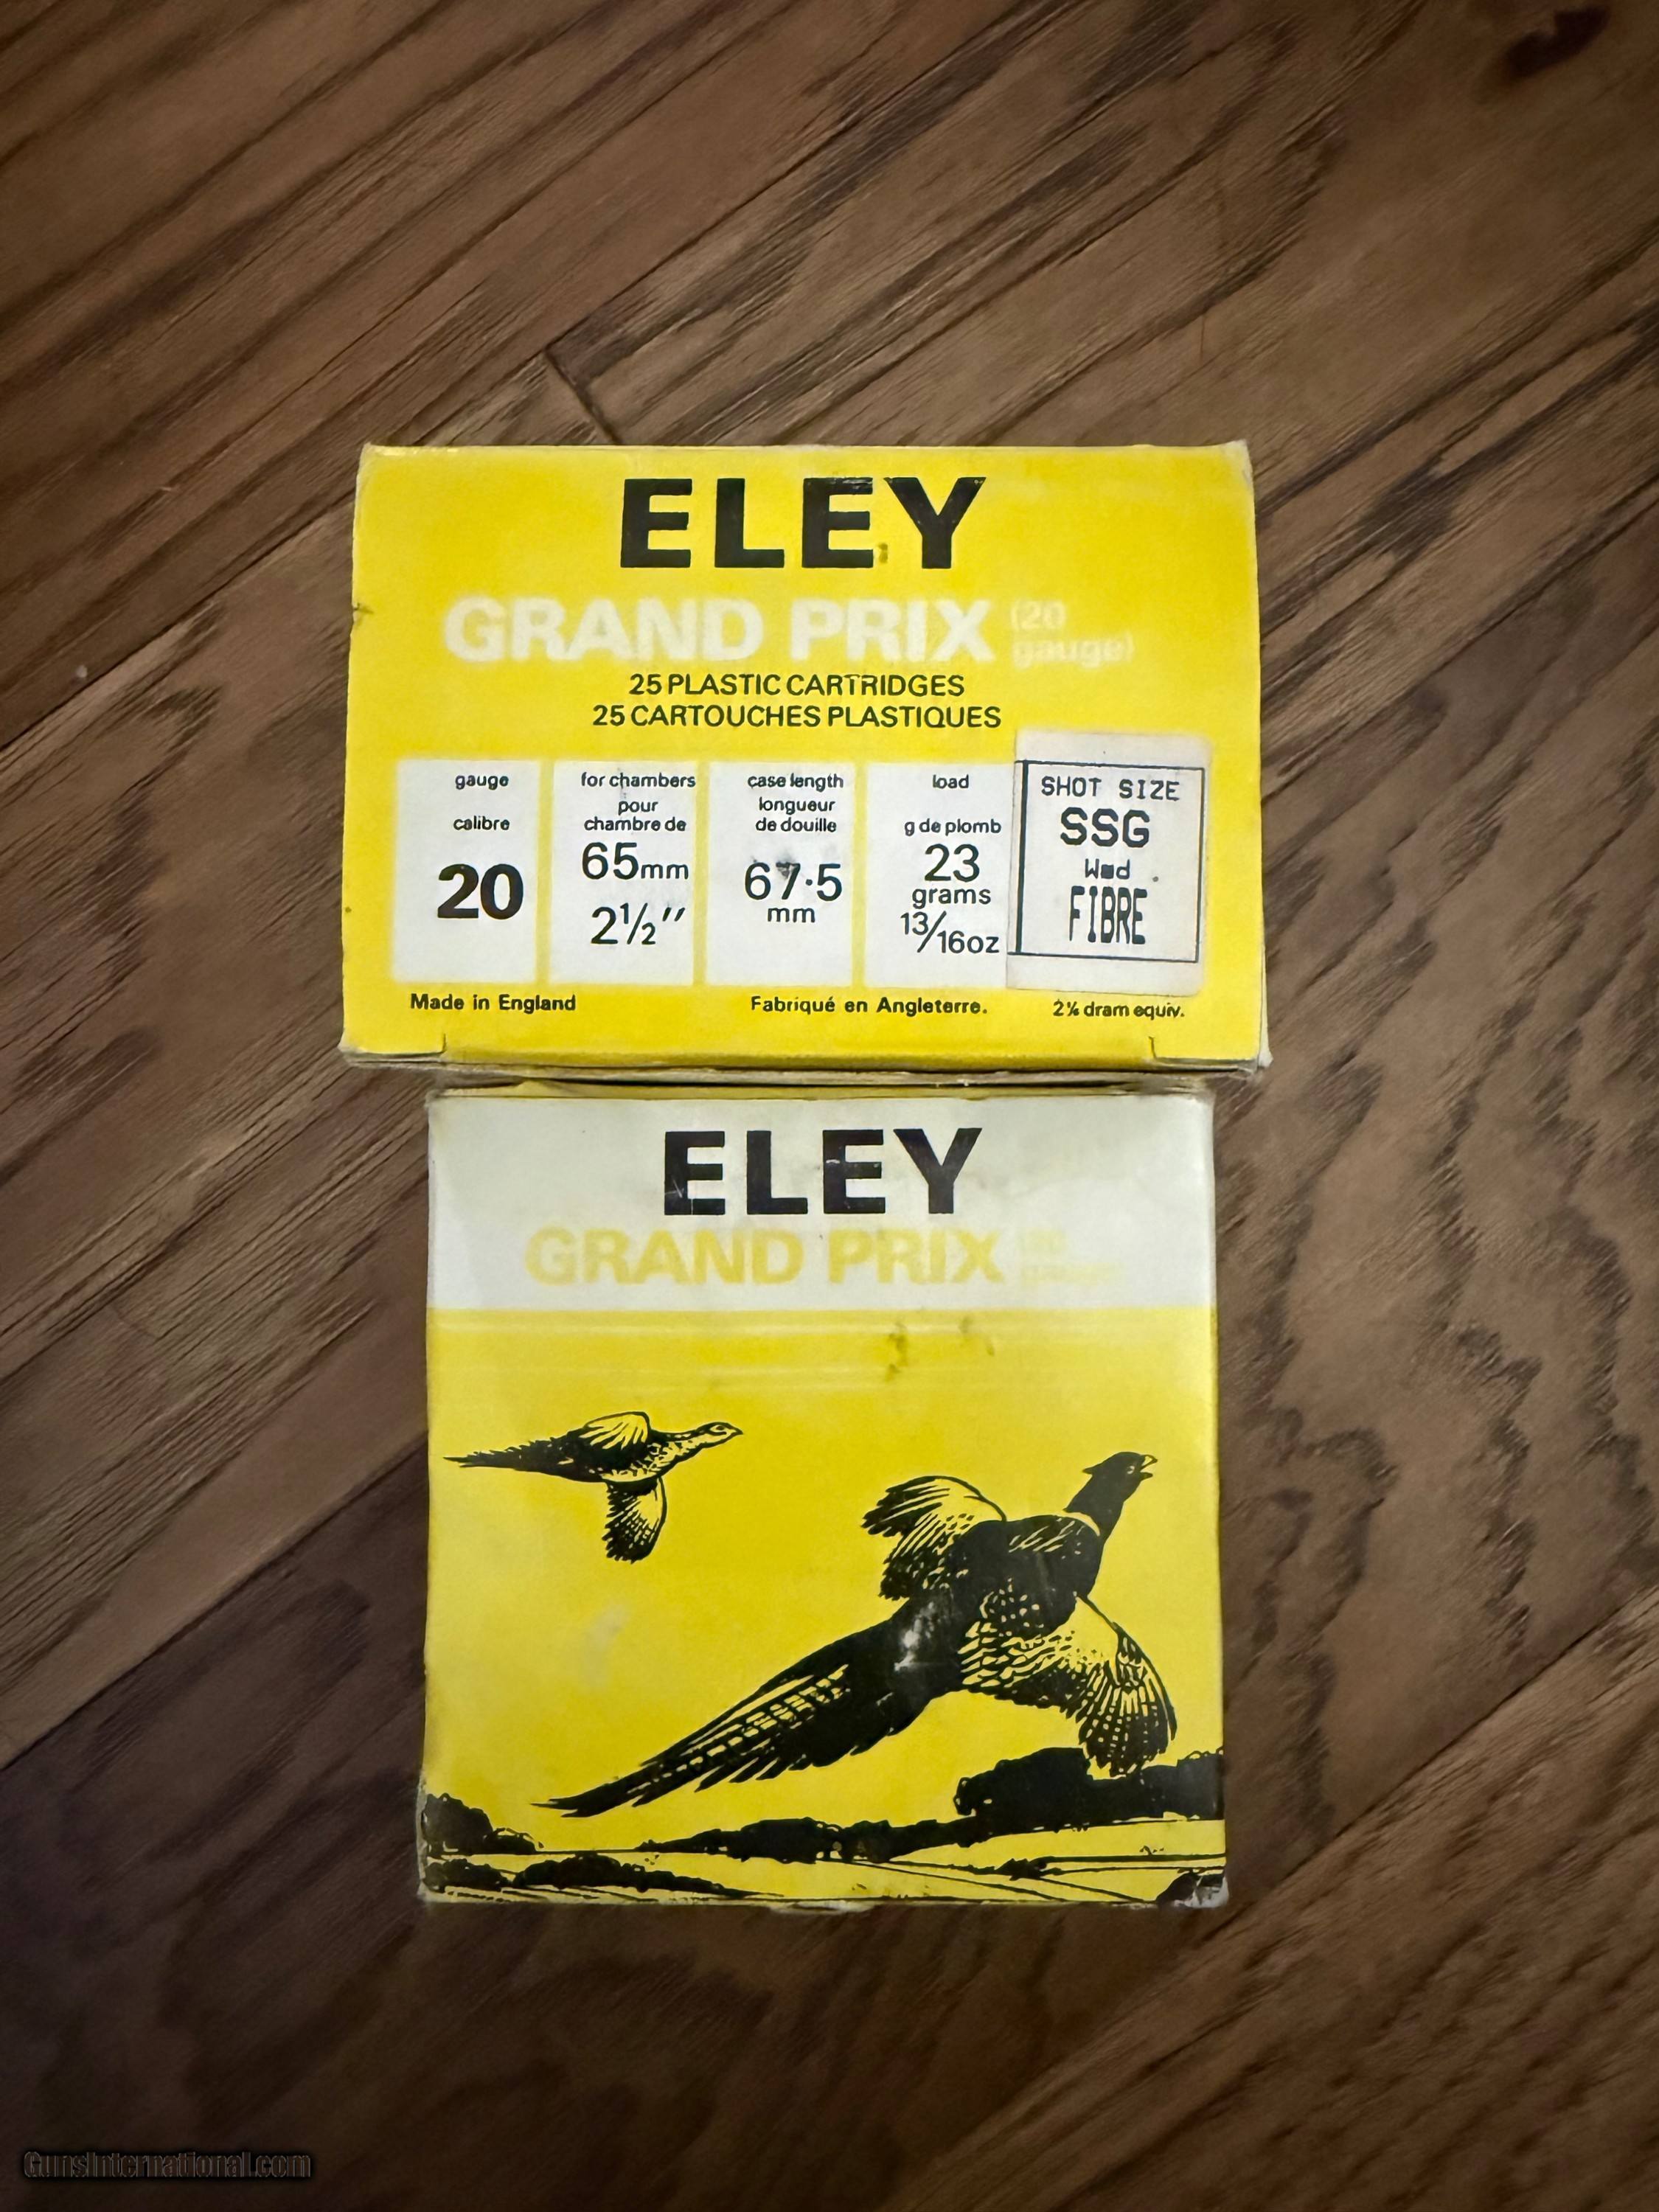 ELEY
GRAND PRIX (20
gauge)
25 PLASTIC CARTRIDGES
25 CARTOUCHES PLASTIQUES
gauge
calibre
20
for chambers
pour
chambre de
65mm
2½″
case length
longueur
de douille
67·5
mm
load
g de plomb
23
grams
13/16oz
SHOT SIZE
SSG
Wad
FIBRE
Made in England
Fabriqué en Angleterre.
dram equiv.
ELEY
GRAND PRIX
GunsInternational.com